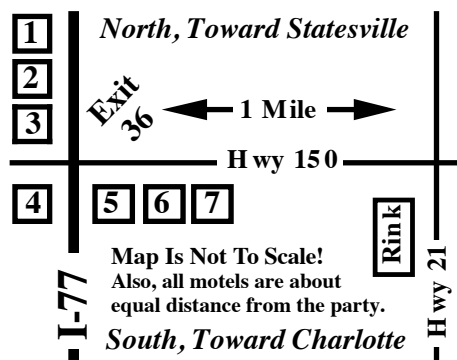 1
North, Toward Statesville
2
3
Exit
36
1 Mile
Hwy 150
4
5
6
7
Rink
Map Is Not To Scale!
Also, all motels are about
equal distance from the party.
I-77
Hwy 21
South, Toward Charlotte